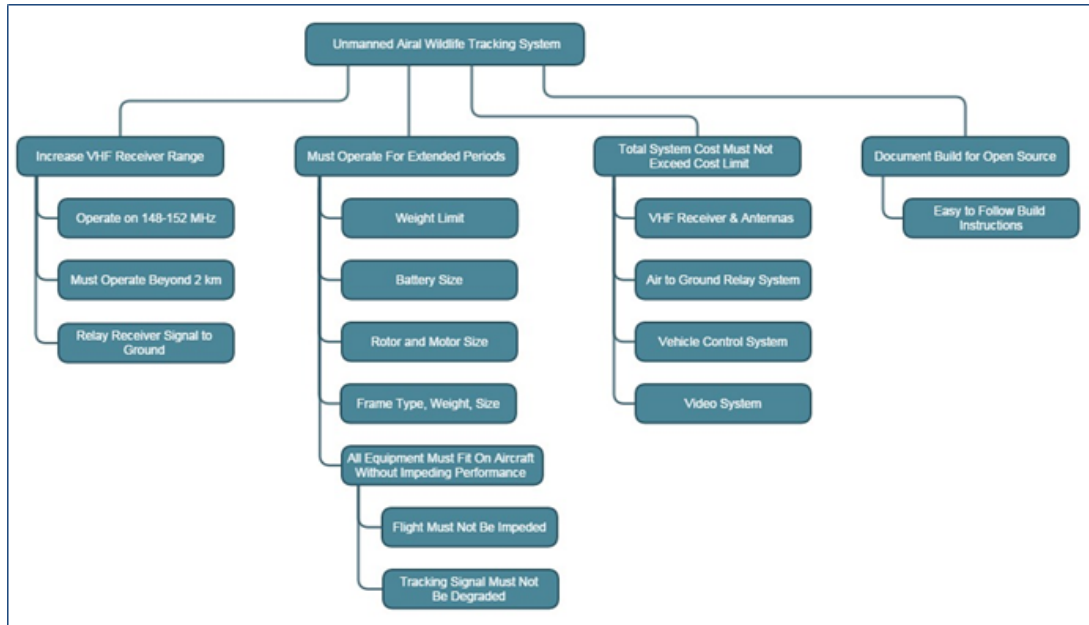 Unmanned Airal Wildlife Tracking System
Increase VHF Receiver Range
Operate on 148-152 MHz
Must Operate Beyond 2 km
Relay Receiver Signal to
Ground
Must Operate For Extended Periods
Weight Limit
Battery Size
Rotor and Motor Size
Frame Type, Weight, Size
All Equipment Must Fit On Aircraft
Without Impeding Performance
Flight Must Not Be Impeded
Tracking Signal Must Not
Be Degraded
Total System Cost Must Not
Exceed Cost Limit
VHF Receiver & Antennas
Air to Ground Relay System
Vehicle Control System
Video System
Document Build for Open Source
Easy to Follow Build
Instructions